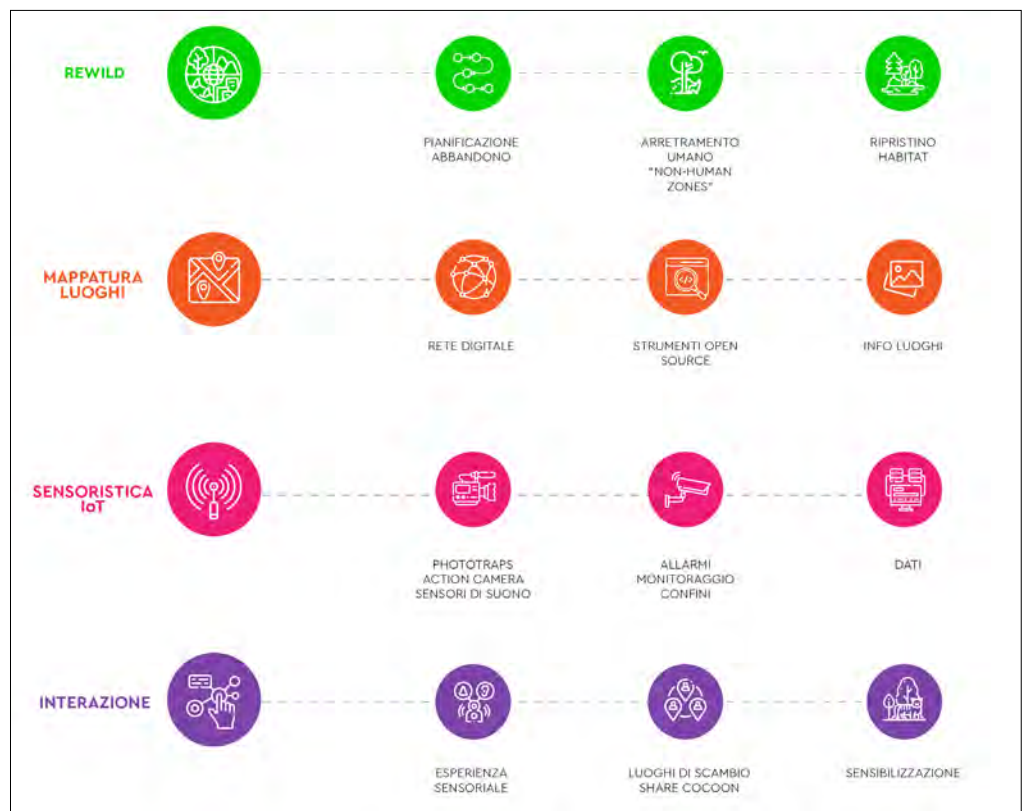 REWILD
PIANIFICAZIONE
ABBANDONO
ARRETRAMENTO
UMANO
"NON-HUMAN
ZONES"
RIPRISTINO
HABITAT
MAPPATURA
LUOGHI
RETE DIGITALE
STRUMENTI OPEN
SOURCE
INFO LUOGHI
SENSORISTICA
IoT
PHOTOTRAPS
ACTION CAMERA
SENSORI DI SUONO
ALLARMI
MONITORAGGIO
CONFINI
DATI
INTERAZIONE
ESPERIENZA
SENSORIALE
LUOGHI DI SCAMBIO
SHARE COCOON
SENSIBILIZZAZIONE